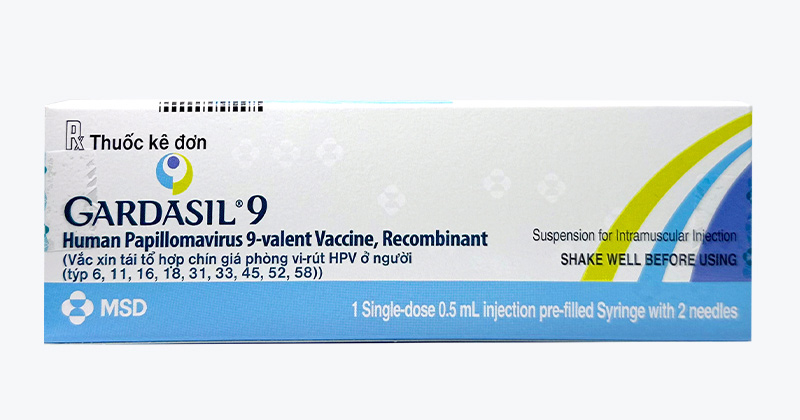 Rx Thuốc kê đơn
GARDASIL®9
Human Papillomavirus 9-valent Vaccine, Recombinant
(Vắc xin tái tổ hợp chín giá phòng vi-rút HPV ở người
(týp 6, 11, 16, 18, 31, 33, 45, 52, 58))
Suspension for Intramuscular Injection
SHAKE WELL BEFORE USING
MSD
1 Single-dose 0.5 mL injection pre-filled Syringe with 2 needles